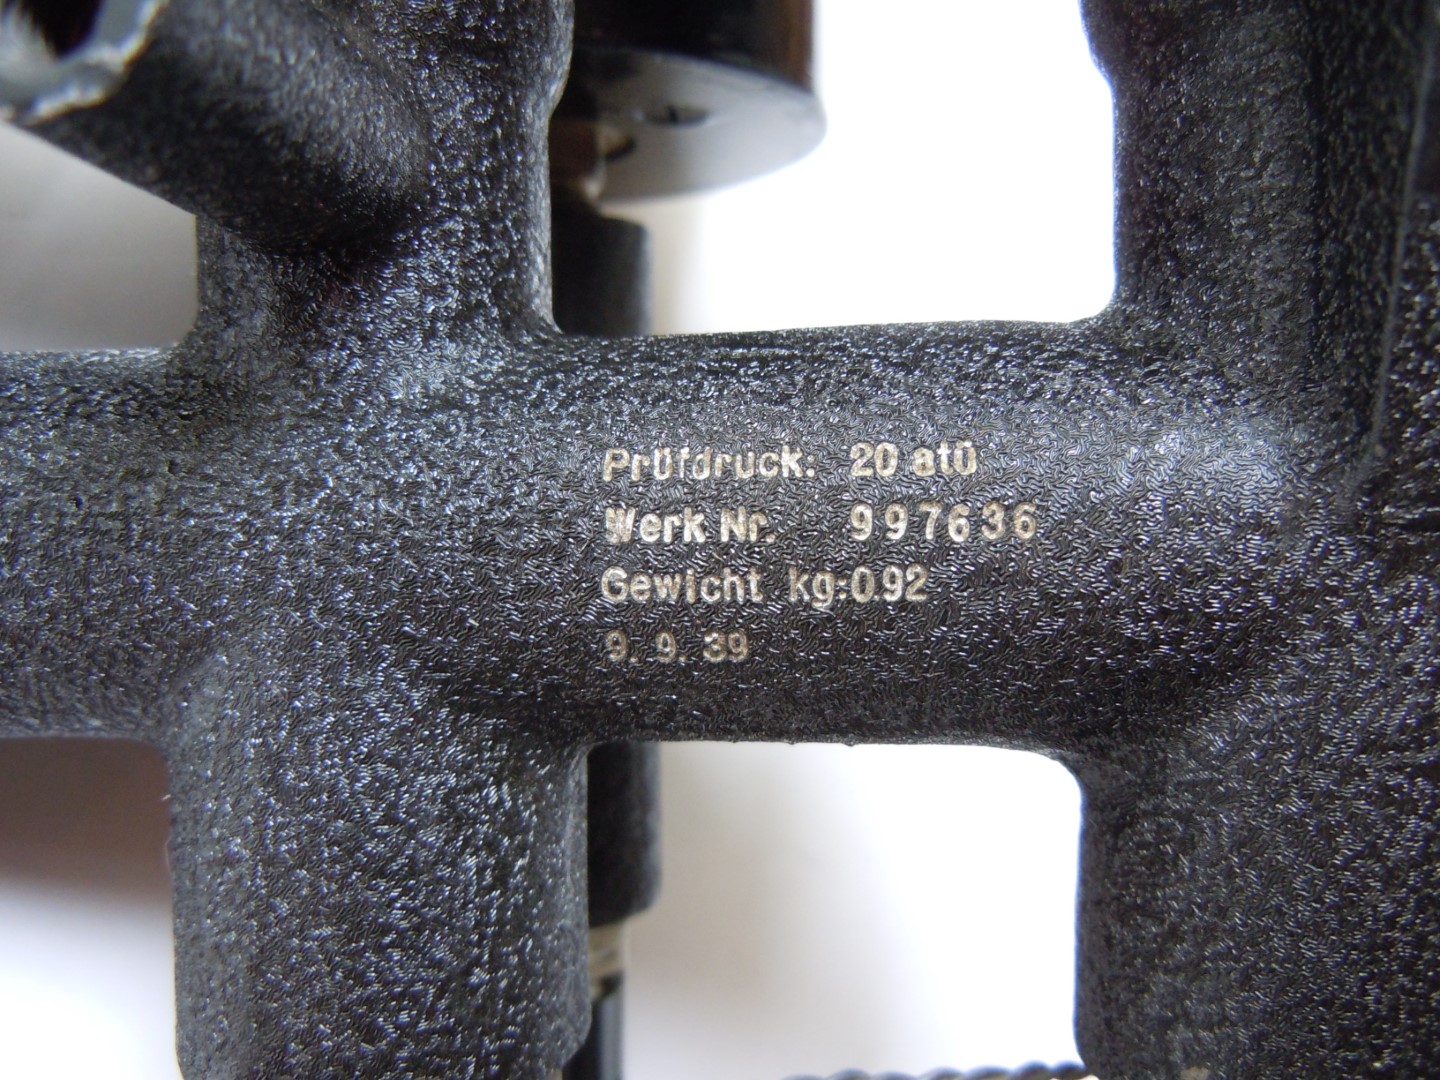 Prüfdruck: 20 atü
Werk Nr. 997636
Gewicht kg:0.92
9. 9. 39